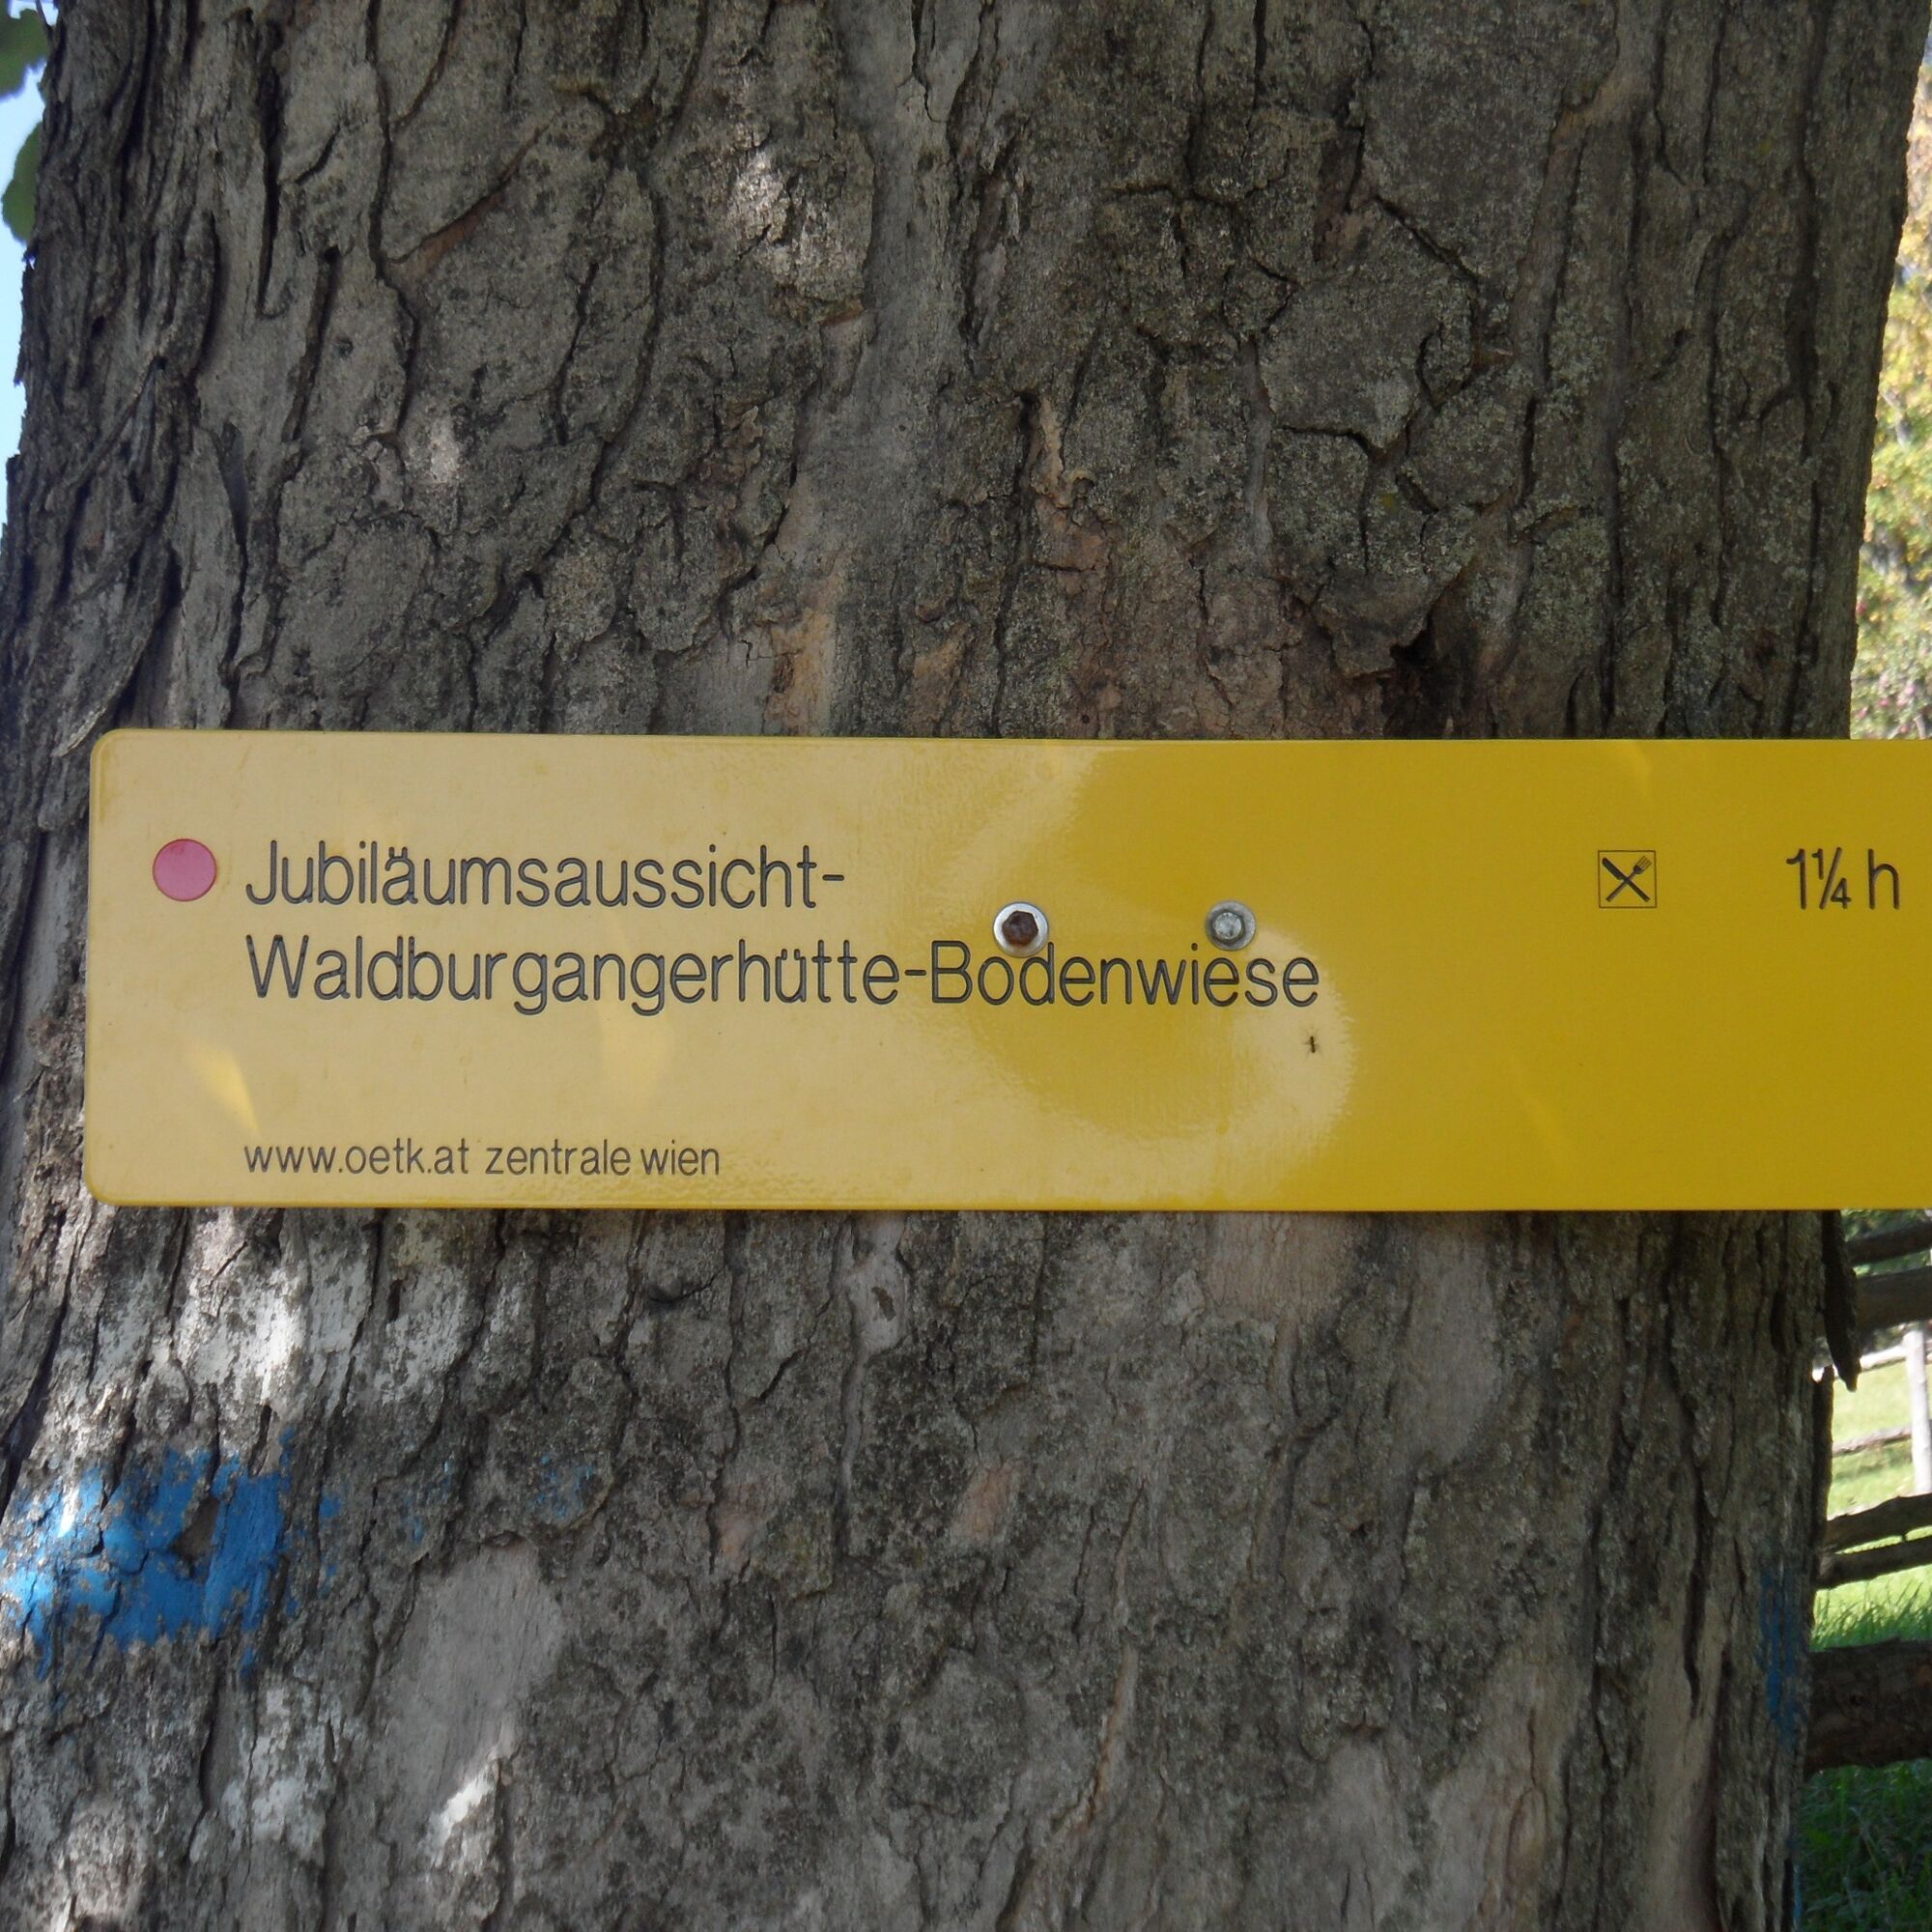 Jubiläumsaussicht- 1¼ h
Waldburgangerhütte-Bodenwiese
www.oetk.at zentrale wien